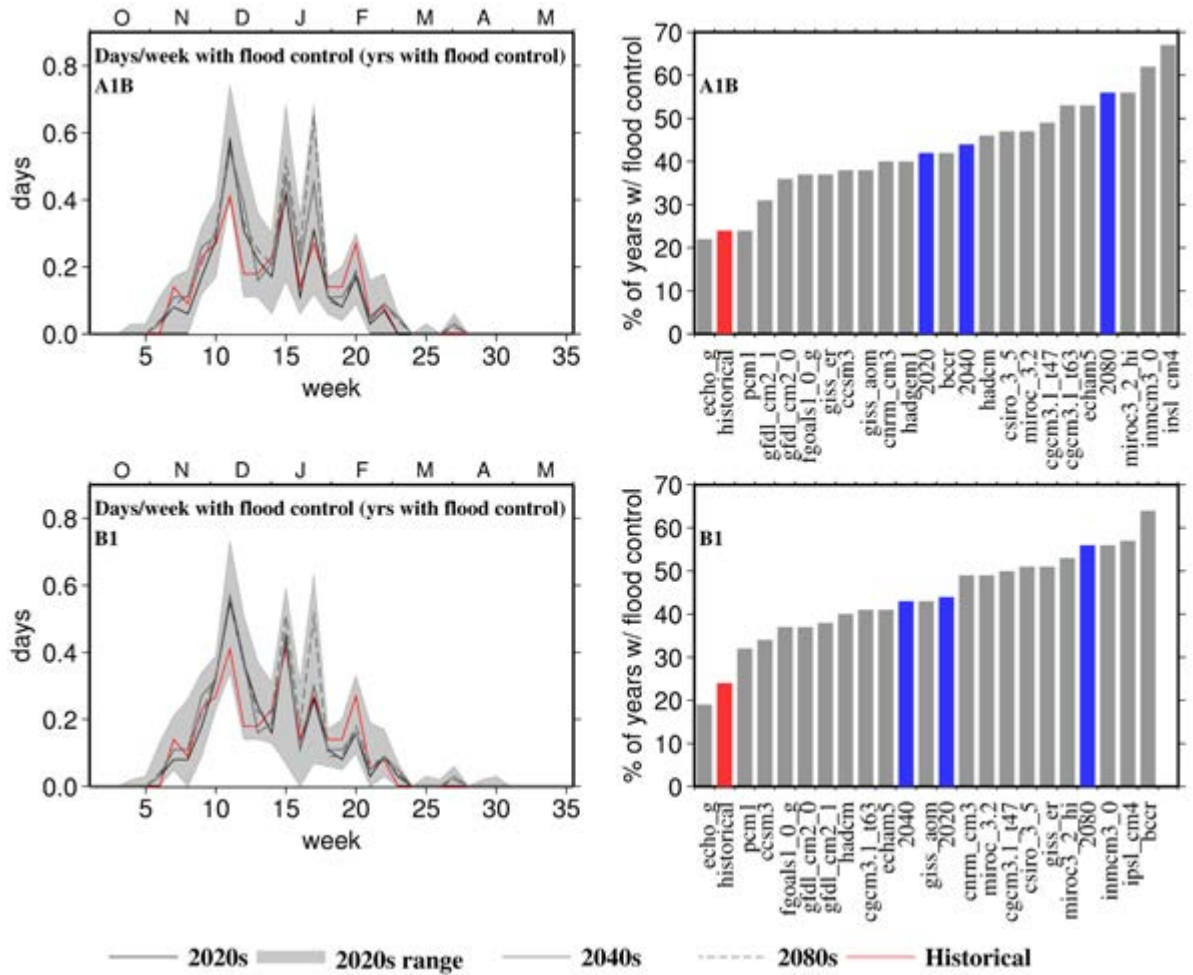 O N D J F M A M
Days/week with flood control (yrs with flood control)
A1B
days
0.8
0.6
0.4
0.2
0.0
5 10 15 20 25 30 35
week
% of years w/ flood control
70
60
50
40
30
20
10
0
A1B
echo_g
historical
pcm1
gfdl_cm2_1
gfdl_cm2_0
fgoals1_0_g
giss_er
ccsm3
giss_aom
cnrm_cm3
hadgem1
2020
bccr
2040
hadcm
csiro_3_5
miroc_3.2
cgcm3.1_t47
cgcm3.1_t63
echam5
2080
miroc3_2_hi
inmcm3_0
ipsl_cm4
O N D J F M A M
Days/week with flood control (yrs with flood control)
B1
days
0.8
0.6
0.4
0.2
0.0
5 10 15 20 25 30 35
week
% of years w/ flood control
70
60
50
40
30
20
10
0
B1
echo_g
historical
pcm1
ccsm3
fgoals1_0_g
gfdl_cm2_0
gfdl_cm2_1
hadcm
cgcm3.1_t63
echam5
2040
giss_aom
2020
cnrm_cm3
miroc_3.2
cgcm3.1_t47
csiro_3_5
giss_er
miroc3_2_hi
2080
inmcm3_0
ipsl_cm4
bccr
2020s 2020s range 2040s 2080s Historical